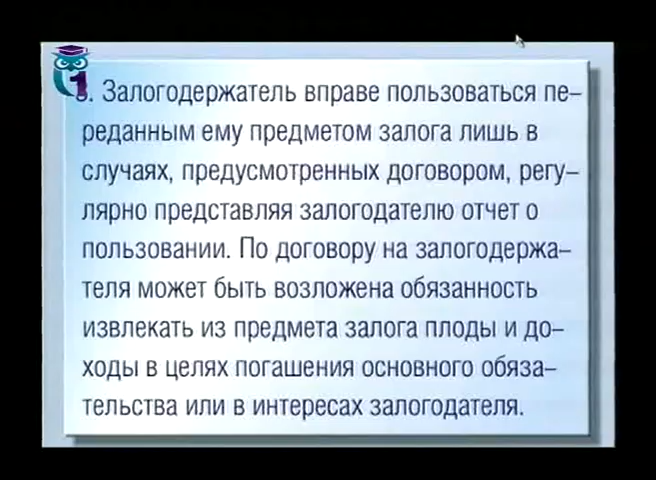 1
. Залогодержатель вправе пользоваться пе–
реданным ему предметом залога лишь в
случаях, предусмотренных договором, регу–
лярно представляя залогодателю отчет о
пользовании. По договору на залогодержа–
теля может быть возложена обязанность
извлекать из предмета залога плоды и до–
ходы в целях погашения основного обяза–
тельства или в интересах залогодателя.